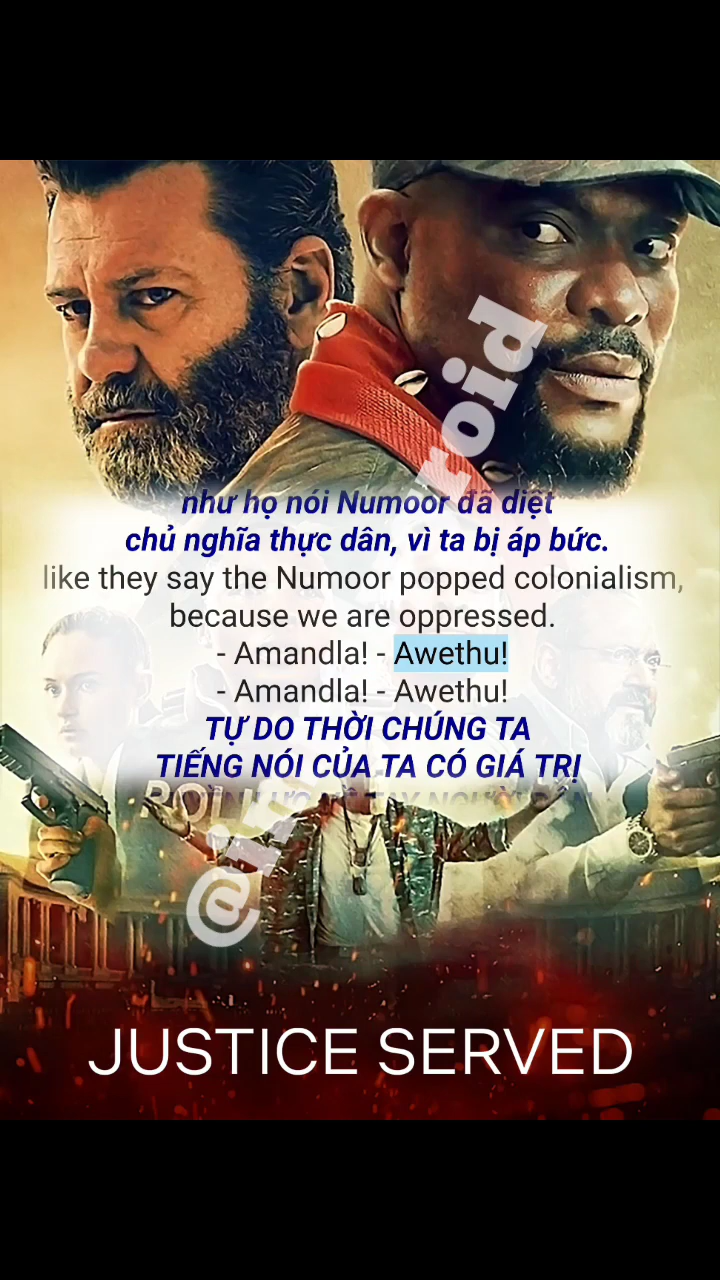 như họ nói Numoor đã diệt
chủ nghĩa thực dân, vì ta bị áp bức.
like they say the Numoor popped colonialism,
because we are oppressed.
- Amandla! - Awethu!
- Amandla! - Awethu!
TỰ DO THỜI CHÚNG TA
TIẾNG NÓI CỦA TA CÓ GIÁ TRỊ
roid
JUSTICE SERVED